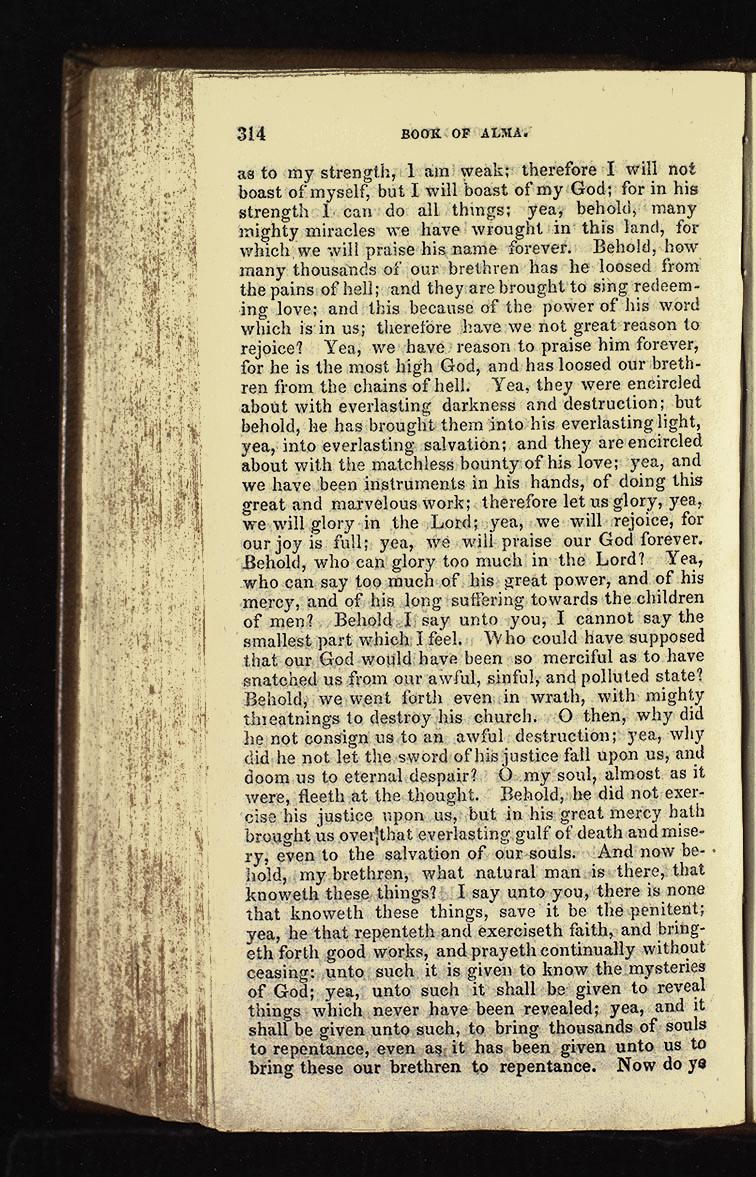 314 BOOK OF ALMA.
as to my strength, I am weak; therefore I will not
boast of myself, but I will boast of my God; for in his
strength I can do all things; yea, behold, many
mighty miracles we have wrought in this land, for
which we will praise his name forever. Behold, how
many thousands of our brethren has he loosed from
the pains of hell; and they are brought to sing redeem-
ing love; and this because of the power of his word
which is in us; therefore have we not great reason to
rejoice? Yea, we have reason to praise him forever,
for he is the most high God, and has loosed our breth-
ren from the chains of hell. Yea, they were encircled
about with everlasting darkness and destruction; but
behold, he has brought them into his everlasting light,
yea, into everlasting salvation; and they are encircled
about with the matchless bounty of his love; yea, and
we have been instruments in his hands, of doing this
great and marvelous work; therefore let us glory, yea,
we will glory in the Lord; yea, we will rejoice, for
our joy is full; yea, we will praise our God forever.
Behold, who can glory too much in the Lord? Yea,
who can say too much of his great power, and of his
mercy, and of his long suffering towards the children
of men? Behold I say unto you, I cannot say the
smallest part which I feel. Who could have supposed
that our God would have been so merciful as to have
snatched us from our awful, sinful, and polluted state?
Behold, we went forth even in wrath, with mighty
threatnings to destroy his church. O then, why did
he not consign us to an awful destruction; yea, why
did he not let the sword of his justice fall upon us, and
doom us to eternal despair? O my soul, almost as it
were, fleeth at the thought. Behold, he did not exer-
cise his justice upon us, but in his great mercy hath
brought us over that everlasting gulf of death and mise-
ry, even to the salvation of our souls. And now be-
hold, my brethren, what natural man is there, that
knoweth these things? I say unto you, there is none
that knoweth these things, save it be the penitent;
yea, he that repenteth and exerciseth faith, and bring-
eth forth good works, and prayeth continually without
ceasing: unto such it is given to know the mysteries
of God; yea, unto such it shall be given to reveal
things which never have been revealed; yea, and it
shall be given unto such, to bring thousands of souls
to repentance, even as it has been given unto us to
bring these our brethren to repentance. Now do ye